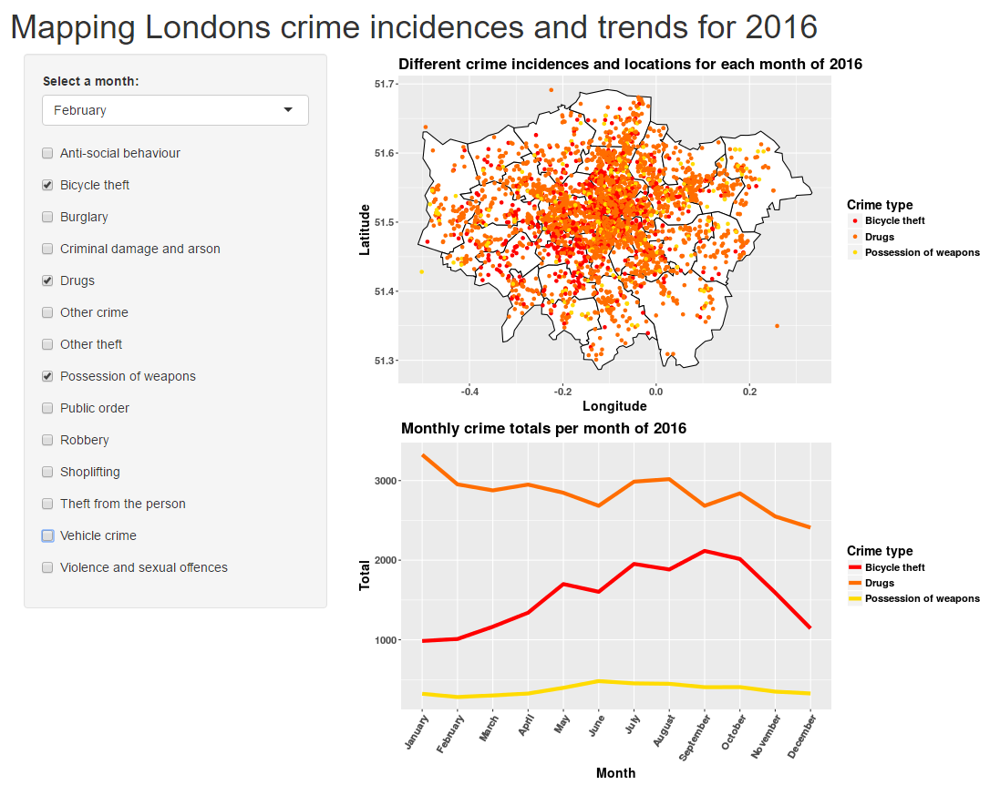 Mapping Londons crime incidences and trends for 2016
Select a month:
February
Anti-social behaviour
Bicycle theft
Burglary
Criminal damage and arson
Drugs
Other crime
Other theft
Possession of weapons
Public order
Robbery
Shoplifting
Theft from the person
Vehicle crime
Violence and sexual offences
Different crime incidences and locations for each month of 2016
51.7
51.6
51.5
51.4
51.3
Latitude
-0.4
-0.2
0.0
0.2
Longitude
Crime type
Bicycle theft
Drugs
Possession of weapons
Monthly crime totals per month of 2016
3000
2000
1000
Total
January
February
March
April
May
June
July
August
September
October
November
December
Month
Crime type
Bicycle theft
Drugs
Possession of weapons